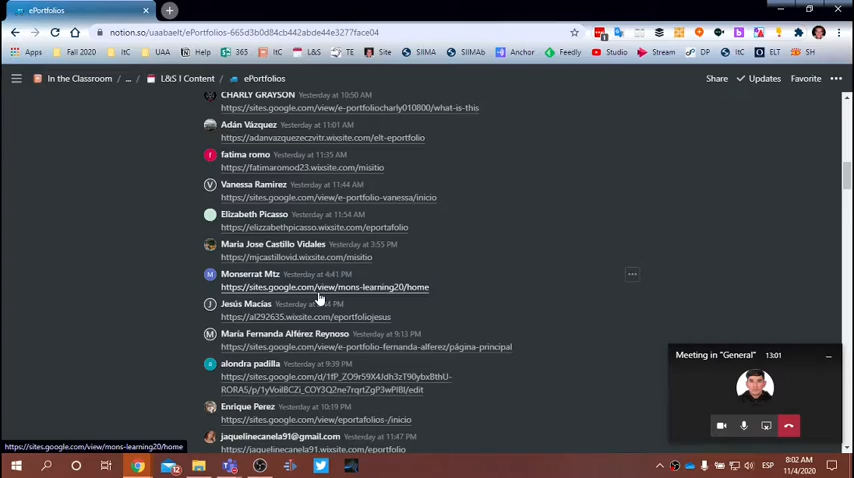 ePortfolios
notion.so/uaabaelt/ePortfolios-665d3b0d84cb442abde44e3277face04
Apps Fall 2020 ItC UAA Help 365 ItC L&S TE Site SIIMA SIIMAb Anchor Feedly Studio Stream DP ItC ELT SH
In the Classroom / ... / L&S I Content / ePortfolios Share Updates Favorite
CHARLY GRAYSON Yesterday at 10:50 AM
https://sites.google.com/view/e-portfoliocharly010800/what-is-this
Adán Vázquez Yesterday at 11:01 AM
https://adanvazquezeczvitr.wixsite.com/elt-eportfolio
f fatima romo Yesterday at 11:35 AM
https://fatimaromod23.wixsite.com/misitio
V Vanessa Ramirez Yesterday at 11:44 AM
https://sites.google.com/view/e-portfolio-vanessa/inicio
Elizabeth Picasso Yesterday at 11:54 AM
https://elizzabethpicasso.wixsite.com/eportafolio
Maria Jose Castillo Vidales Yesterday at 3:55 PM
https://mjcastillovid.wixsite.com/misitio
M Monserrat Mtz Yesterday at 4:41 PM
https://sites.google.com/view/mons-learning20/home
J Jesús Macías Yesterday at PM
https://al292635.wixsite.com/eportfoliojesus
M María Fernanda Alférez Reynoso Yesterday at 9:13 PM
https://sites.google.com/view/e-portfolio-fernanda-alferez/página-principal
alondra padilla Yesterday at 9:39 PM
Enrique Perez Yesterday at 10:19 PM
https://sites.google.com/view/eportafolios-/inicio
jaquelinecanela91@gmail.com Yesterday at 11:47 PM
https://jaquelinecanela91.wixsite.com/eportfolio
Meeting in "General" 13:01
https://sites.google.com/view/mons-learning20/home
12 ESP 8:02 AM
11/4/2020